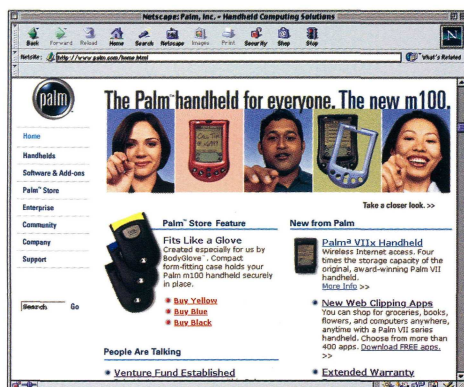 Netscape: Palm, Inc. - Handheld Computing Solutions
Back Forward Reload Home Search Netscape Images Print Security Shop Stop
N
Netsite: http://www.palm.com/home.html What's Related
palm
The Palm™ handheld for everyone. The new m100.
Take a closer look. >>
Home
Handhelds
Software & Add-ons
Palm™ Store
Enterprise
Community
Company
Support
Search Go
Palm™ Store Feature
Fits Like a Glove
Created especially for us by
BodyGlove™. Compact
form-fitting case holds your
Palm m100 handheld securely
in place.
Buy Yellow
Buy Blue
Buy Black
People Are Talking
Venture Fund Established
New from Palm
Palmª VIIx Handheld
Wireless Internet access. Four
times the storage capacity of the
original, award-winning Palm VII
handheld.
More Info >>
New Web Clipping Apps
You can shop for groceries, books,
flowers, and computers anywhere,
anytime with a Palm VII series
handheld. Choose from more than
400 apps. Download FREE apps.
>>
Extended Warranty